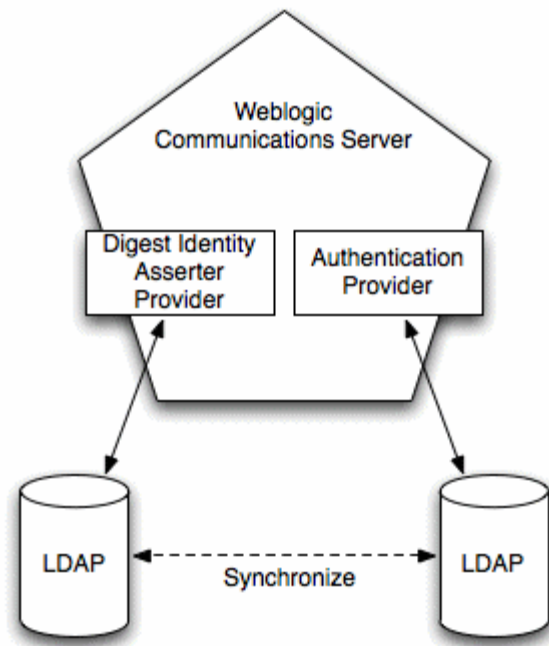 Weblogic
Communications Server
Digest Identity
Asserter
Provider
Authentication
Provider
LDAP
LDAP
Synchronize